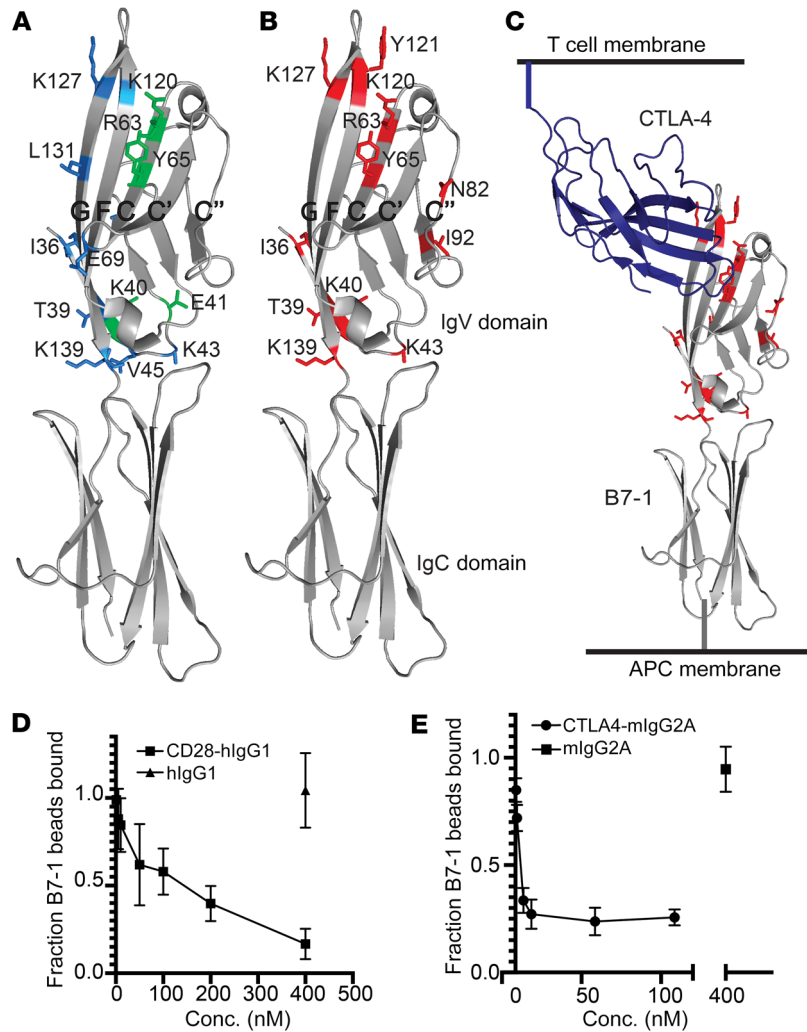 A
K127
K120
R63
L131
Y65
G F C C' C"
I36
E69
K40
E41
T39
K139
V45
K43
B
Y121
K127
K120
R63
Y65
N82
G F C C' C"
I36
I92
K40
T39
IgV domain
K139
K43
IgC domain
C
T cell membrane
CTLA-4
B7-1
APC membrane
D
CD28-hIgG1
hIgG1
Fraction B7-1 beads bound
1.0
0.5
0.0
0 100 200 300 400 500
Conc. (nM)
E
CTLA4-mIgG2A
mIgG2A
Fraction B7-1 beads bound
1.0
0.5
0.0
0 50 100 400
Conc. (nM)